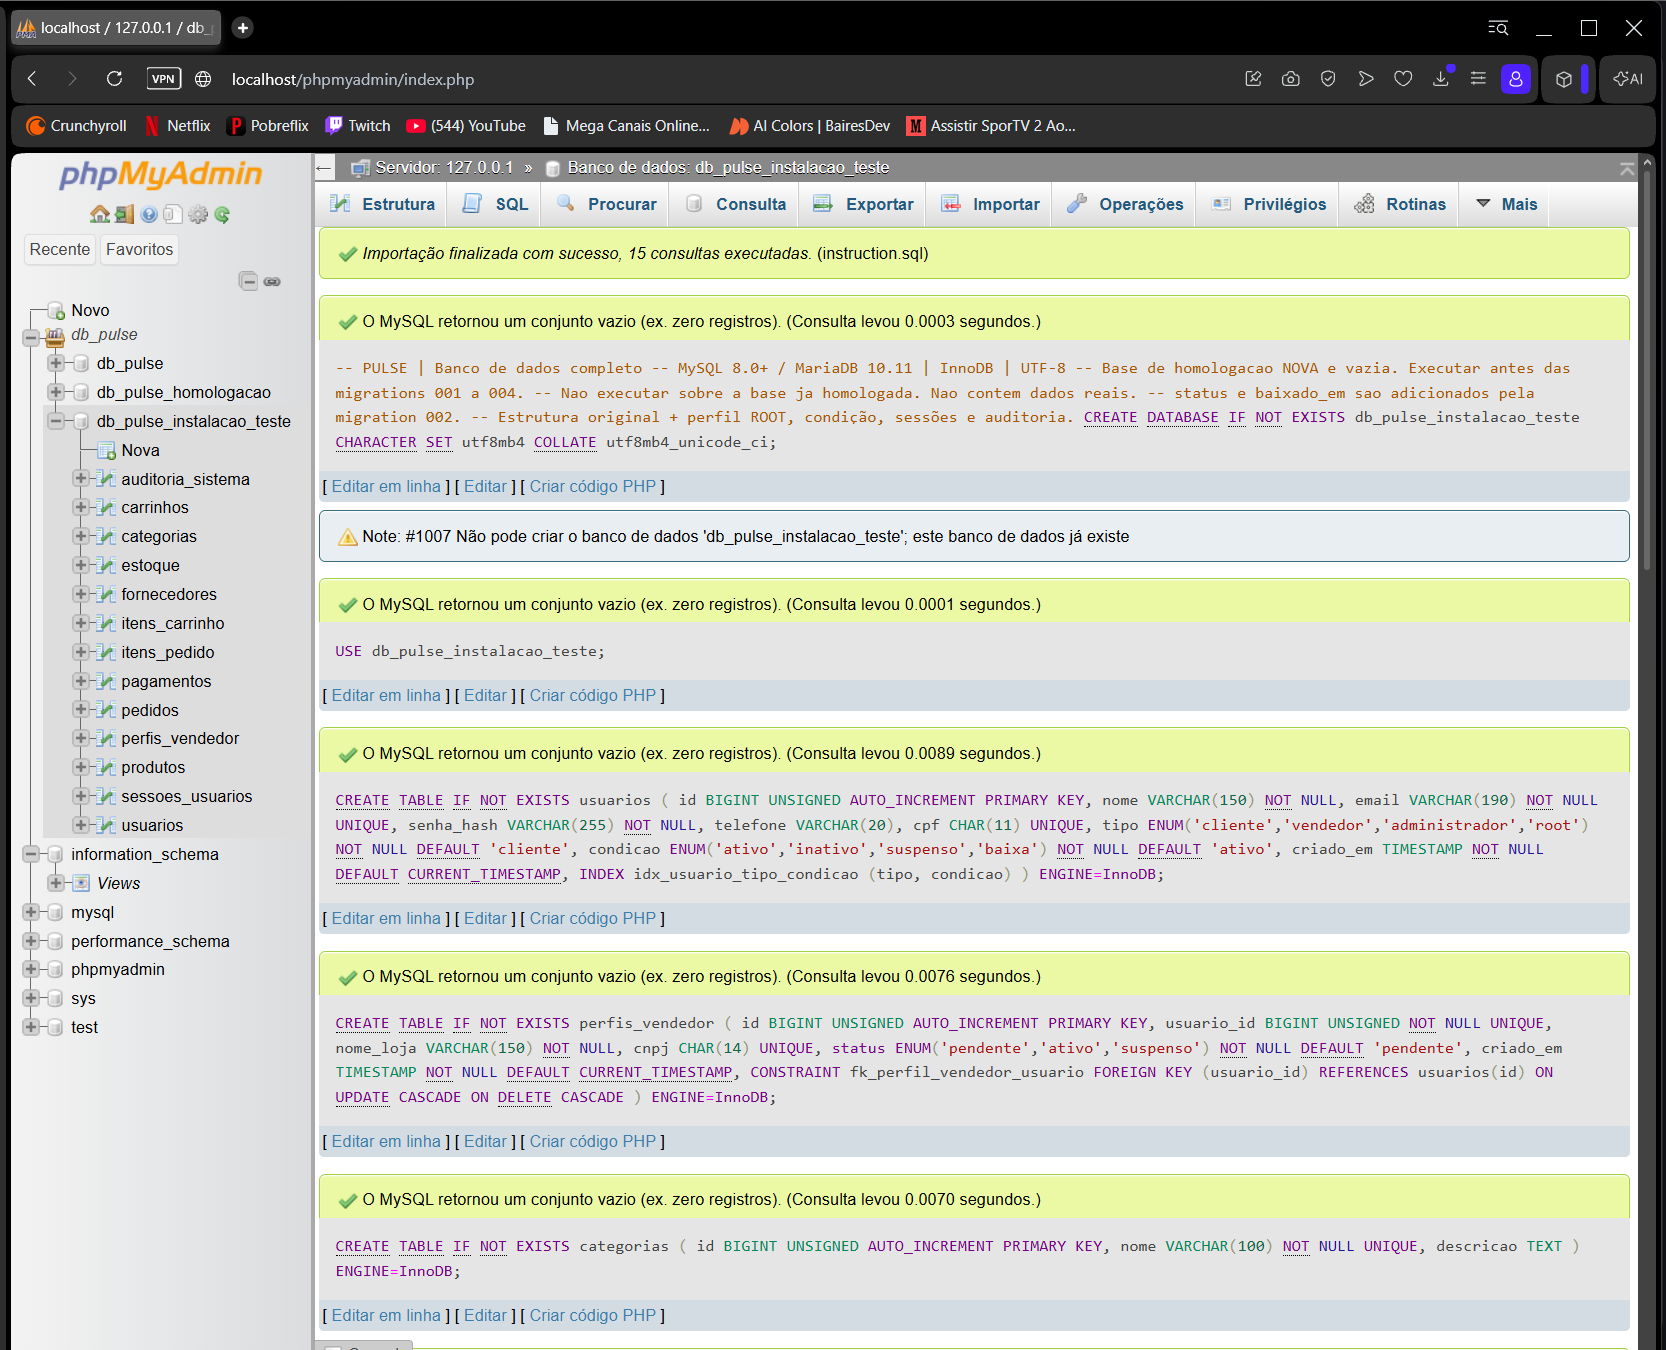 localhost / 127.0.0.1 / db_
VPN
localhost/phpmyadmin/index.php
AI
Crunchyroll
Netflix
Pobreflix
Twitch
(544) YouTube
Mega Canais Online...
AI Colors | BairesDev
Assistir SporTV 2 Ao...
phpMyAdmin
Recente
Favoritos
Novo
db_pulse
db_pulse
db_pulse_homologacao
db_pulse_instalacao_teste
Nova
auditoria_sistema
carrinhos
categorias
estoque
fornecedores
itens_carrinho
itens_pedido
pagamentos
pedidos
perfis_vendedor
produtos
sessoes_usuarios
usuarios
information_schema
Views
mysql
performance_schema
phpmyadmin
sys
test
Servidor: 127.0.0.1 » Banco de dados: db_pulse_instalacao_teste
Estrutura
SQL
Procurar
Consulta
Exportar
Importar
Operações
Privilégios
Rotinas
Mais
Importação finalizada com sucesso, 15 consultas executadas. (instruction.sql)
O MySQL retornou um conjunto vazio (ex. zero registros). (Consulta levou 0.0003 segundos.)
-- PULSE | Banco de dados completo -- MySQL 8.0+ / MariaDB 10.11 | InnoDB | UTF-8 -- Base de homologacao NOVA e vazia. Executar antes das
migrations 001 a 004. -- Nao executar sobre a base ja homologada. Nao contem dados reais. -- status e baixado_em sao adicionados pela
migration 002. -- Estrutura original + perfil ROOT, condição, sessões e auditoria. CREATE DATABASE IF NOT EXISTS db_pulse_instalacao_teste
CHARACTER SET utf8mb4 COLLATE utf8mb4_unicode_ci;
[ Editar em linha ] [ Editar ] [ Criar código PHP ]
Note: #1007 Não pode criar o banco de dados 'db_pulse_instalacao_teste'; este banco de dados já existe
O MySQL retornou um conjunto vazio (ex. zero registros). (Consulta levou 0.0001 segundos.)
USE db_pulse_instalacao_teste;
[ Editar em linha ] [ Editar ] [ Criar código PHP ]
O MySQL retornou um conjunto vazio (ex. zero registros). (Consulta levou 0.0089 segundos.)
CREATE TABLE IF NOT EXISTS usuarios ( id BIGINT UNSIGNED AUTO_INCREMENT PRIMARY KEY, nome VARCHAR(150) NOT NULL, email VARCHAR(190) NOT NULL
UNIQUE, senha_hash VARCHAR(255) NOT NULL, telefone VARCHAR(20), cpf CHAR(11) UNIQUE, tipo ENUM('cliente','vendedor','administrador','root')
NOT NULL DEFAULT 'cliente', condicao ENUM('ativo','inativo','suspenso','baixa') NOT NULL DEFAULT 'ativo', criado_em TIMESTAMP NOT NULL
DEFAULT CURRENT_TIMESTAMP, INDEX idx_usuario_tipo_condicao (tipo, condicao) ) ENGINE=InnoDB;
[ Editar em linha ] [ Editar ] [ Criar código PHP ]
O MySQL retornou um conjunto vazio (ex. zero registros). (Consulta levou 0.0076 segundos.)
CREATE TABLE IF NOT EXISTS perfis_vendedor ( id BIGINT UNSIGNED AUTO_INCREMENT PRIMARY KEY, usuario_id BIGINT UNSIGNED NOT NULL UNIQUE,
nome_loja VARCHAR(150) NOT NULL, cnpj CHAR(14) UNIQUE, status ENUM('pendente','ativo','suspenso') NOT NULL DEFAULT 'pendente', criado_em
TIMESTAMP NOT NULL DEFAULT CURRENT_TIMESTAMP, CONSTRAINT fk_perfil_vendedor_usuario FOREIGN KEY (usuario_id) REFERENCES usuarios(id) ON
UPDATE CASCADE ON DELETE CASCADE ) ENGINE=InnoDB;
[ Editar em linha ] [ Editar ] [ Criar código PHP ]
O MySQL retornou um conjunto vazio (ex. zero registros). (Consulta levou 0.0070 segundos.)
CREATE TABLE IF NOT EXISTS categorias ( id BIGINT UNSIGNED AUTO_INCREMENT PRIMARY KEY, nome VARCHAR(100) NOT NULL UNIQUE, descricao TEXT )
ENGINE=InnoDB;
[ Editar em linha ] [ Editar ] [ Criar código PHP ]